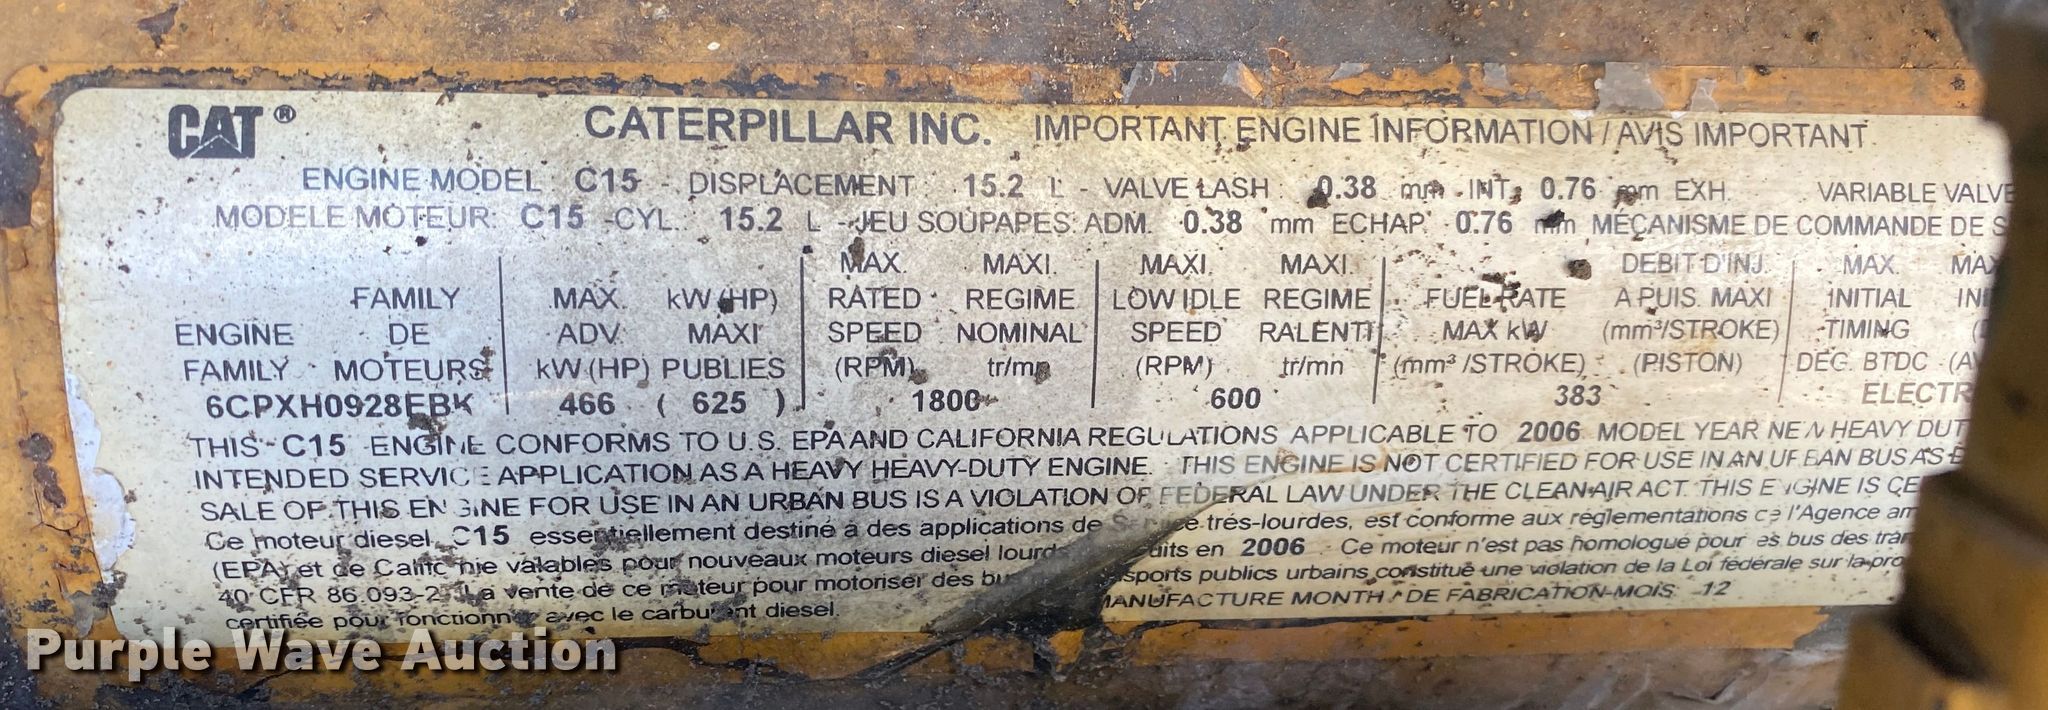 CAT ® CATERPILLAR INC. IMPORTANT ENGINE INFORMATION / AVIS IMPORTANT
ENGINE MODEL C15 - DISPLACEMENT 15.2 L - VALVE LASH: 0.38 mm INT, 0.76 mm EXH. VARIABLE VALVE
MODELE MOTEUR: C15 -CYL. 15.2 L - JEU SOUPAPES: ADM. 0.38 mm ECHAP. 0.76 mm MÉCANISME DE COMMANDE DE
MAX. MAXI. MAXI. MAXI. DEBIT D'INJ. MAX.
FAMILY MAX. kW (HP) RATED REGIME LOW IDLE REGIME FUEL RATE A PUIS. MAXI INITIAL
ENGINE DE ADV. MAXI SPEED NOMINAL SPEED RALENTI MAX kW (mm³/STROKE) TIMING
FAMILY MOTEURS kW (HP) PUBLIES (RPM) tr/mn (RPM) tr/mn (mm³ /STROKE) (PISTON) DEG. BTDC
6CPXH0928EBK 466 ( 625 ) 1800 600 383 ELECTR
THIS C15 ENGINE CONFORMS TO U.S. EPA AND CALIFORNIA REGULATIONS APPLICABLE TO 2006 MODEL YEAR NEW HEAVY DUT
INTENDED SERVICE APPLICATION AS A HEAVY HEAVY-DUTY ENGINE. THIS ENGINE IS NOT CERTIFIED FOR USE IN AN URBAN BUS AS
SALE OF THIS ENGINE FOR USE IN AN URBAN BUS IS A VIOLATION OF FEDERAL LAW UNDER THE CLEAN AIR ACT. THIS ENGINE IS CE
Ce moteur diesel C15 essentiellement destiné à des applications de Service très-lourdes, est conforme aux réglementations de l'Agence am
(EPA) et de Californie valables pour nouveaux moteurs diesel lourds uits en 2006 . Ce moteur n'est pas homologué pour les bus des tran
40 CFR 86.093-2. La vente de ce moteur pour motoriser des bu sports publics urbains constitue une violation de la Loi fédérale sur la pro
certifiée pour fonctionner avec le carburant diesel. MANUFACTURE MONTH / DE FABRICATION-MOIS: 12
Purple Wave Auction